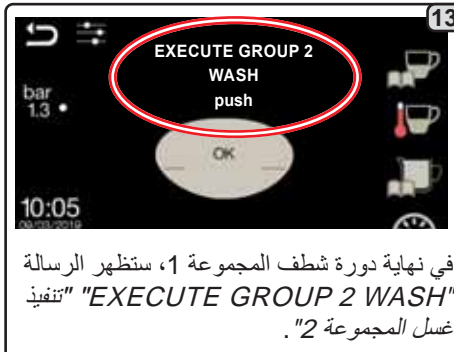 13
EXECUTE GROUP 2
WASH
push
bar
1.3
OK
10:05
09/03/2019
في نهاية دورة شطف المجموعة 1، ستظهر الرسالة
"EXECUTE GROUP 2 WASH" "تنفيذ
غسل المجموعة 2".